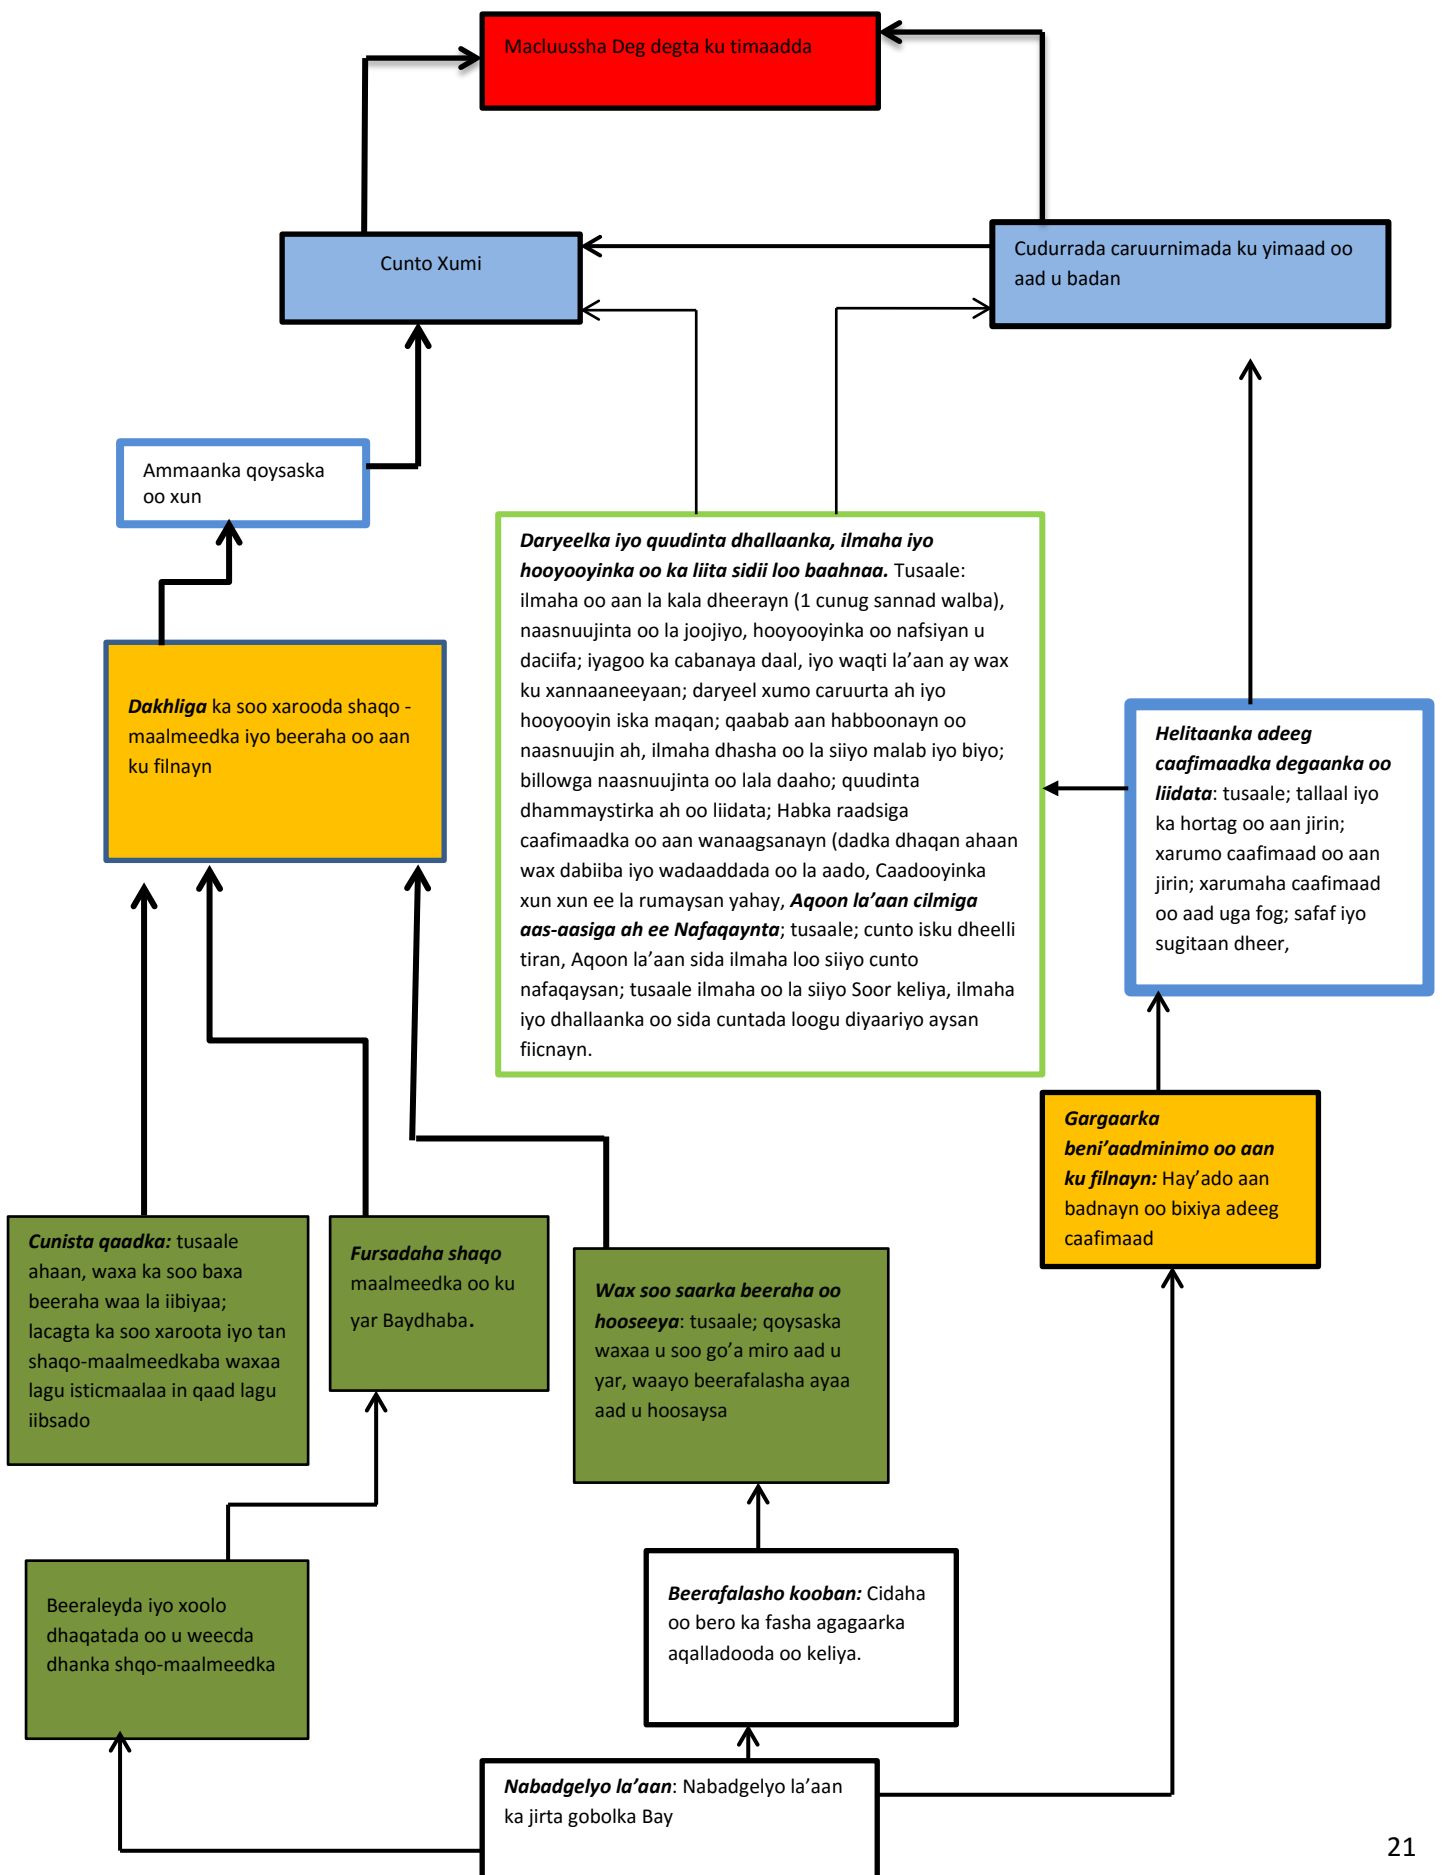 Macluussha Deg degta ku timaadda
Cunto Xumi
Cudurrada caruurnimada ku yimaad oo
aad u badan
Ammaanka qoysaska
oo xun
Daryeelka iyo quudinta dhallaanka, ilmaha iyo
hooyooyinka oo ka liita sidii loo baahnaa. Tusaale:
ilmaha oo aan la kala dheerayn (1 cunug sannad walba),
naasnuujinta oo la joojiyo, hooyooyinka oo nafsiyan u
daciifa; iyagoo ka cabanaya daal, iyo waqti la'aan ay wax
ku xannaaneeyaan; daryeel xumo caruurta ah iyo
hooyooyin iska maqan; qaabab aan habboonayn oo
naasnuujin ah, ilmaha dhasha oo la siiyo malab iyo biyo;
billowga naasnuujinta oo lala daaho; quudinta
dhammaystirka ah oo liidata; Habka raadsiga
caafimaadka oo aan wanaagsanayn (dadka dhaqan ahaan
wax dabiiba iyo wadaaddada oo la aado, Caadooyinka
xun xun ee la rumaysan yahay, Aqoon la'aan cilmiga
aas-aasiga ah ee Nafaqaynta; tusaale; cunto isku dheelli
tiran, Aqoon la'aan sida ilmaha loo siiyo cunto
nafaqaysan; tusaale ilmaha oo la siiyo Soor keliya, ilmaha
iyo dhallaanka oo sida cuntada loogu diyaariyo aysan
fiicnayn.
Dakhliga ka soo xarooda shaqo -
maalmeedka iyo beeraha oo aan
ku filnayn
Helitaanka adeeg
caafimaadka degaanka oo
liidata: tusaale; tallaal iyo
ka hortag oo aan jirin;
xarumo caafimaad oo aan
jirin; xarumaha caafimaad
oo aad uga fog; safaf iyo
sugitaan dheer,
Gargaarka
beni'aadminimo oo aan
ku filnayn: Hay'ado aan
badnayn oo bixiya adeeg
caafimaad
Cunista qaadka: tusaale
ahaan, waxa ka soo baxa
beeraha waa la iibiyaa;
lacagta ka soo xaroota iyo tan
shaqo-maalmeedkaba waxaa
lagu isticmaalaa in qaad lagu
iibsado
Fursadaha shaqo
maalmeedka oo ku
yar Baydhaba.
Wax soo saarka beeraha oo
hooseeya: tusaale; qoysaska
waxaa u soo go'a miro aad u
yar, waayo beerafalasha ayaa
aad u hoosaysa
Beeraleyda iyo xoolo
dhaqatada oo u weecda
dhanka shqo-maalmeedka
Beerafalasho kooban: Cidaha
oo bero ka fasha agagaarka
aqalladooda oo keliya.
Nabadgelyo la'aan: Nabadgelyo la'aan
ka jirta gobolka Bay
21